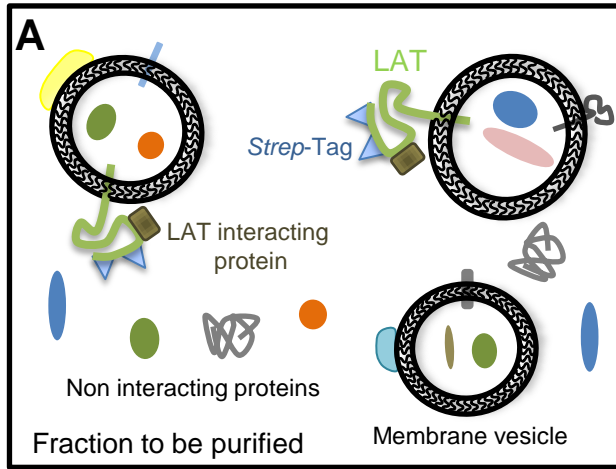 A
LAT
Strep-Tag
LAT interacting
protein
Non interacting proteins
Membrane vesicle
Fraction to be purified